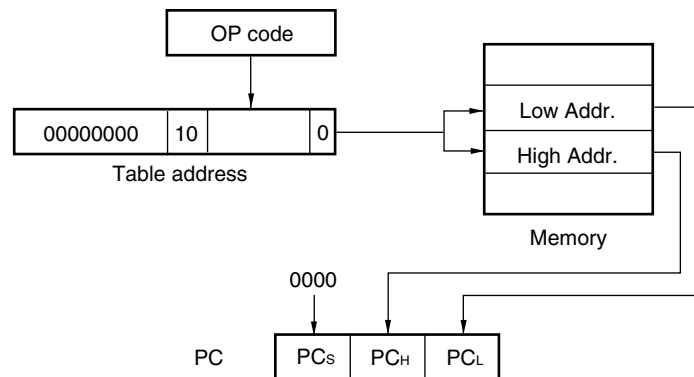 OP code
00000000 10 0
Table address
Low Addr.
High Addr.
Memory
0000
PC PCS PCH PCL